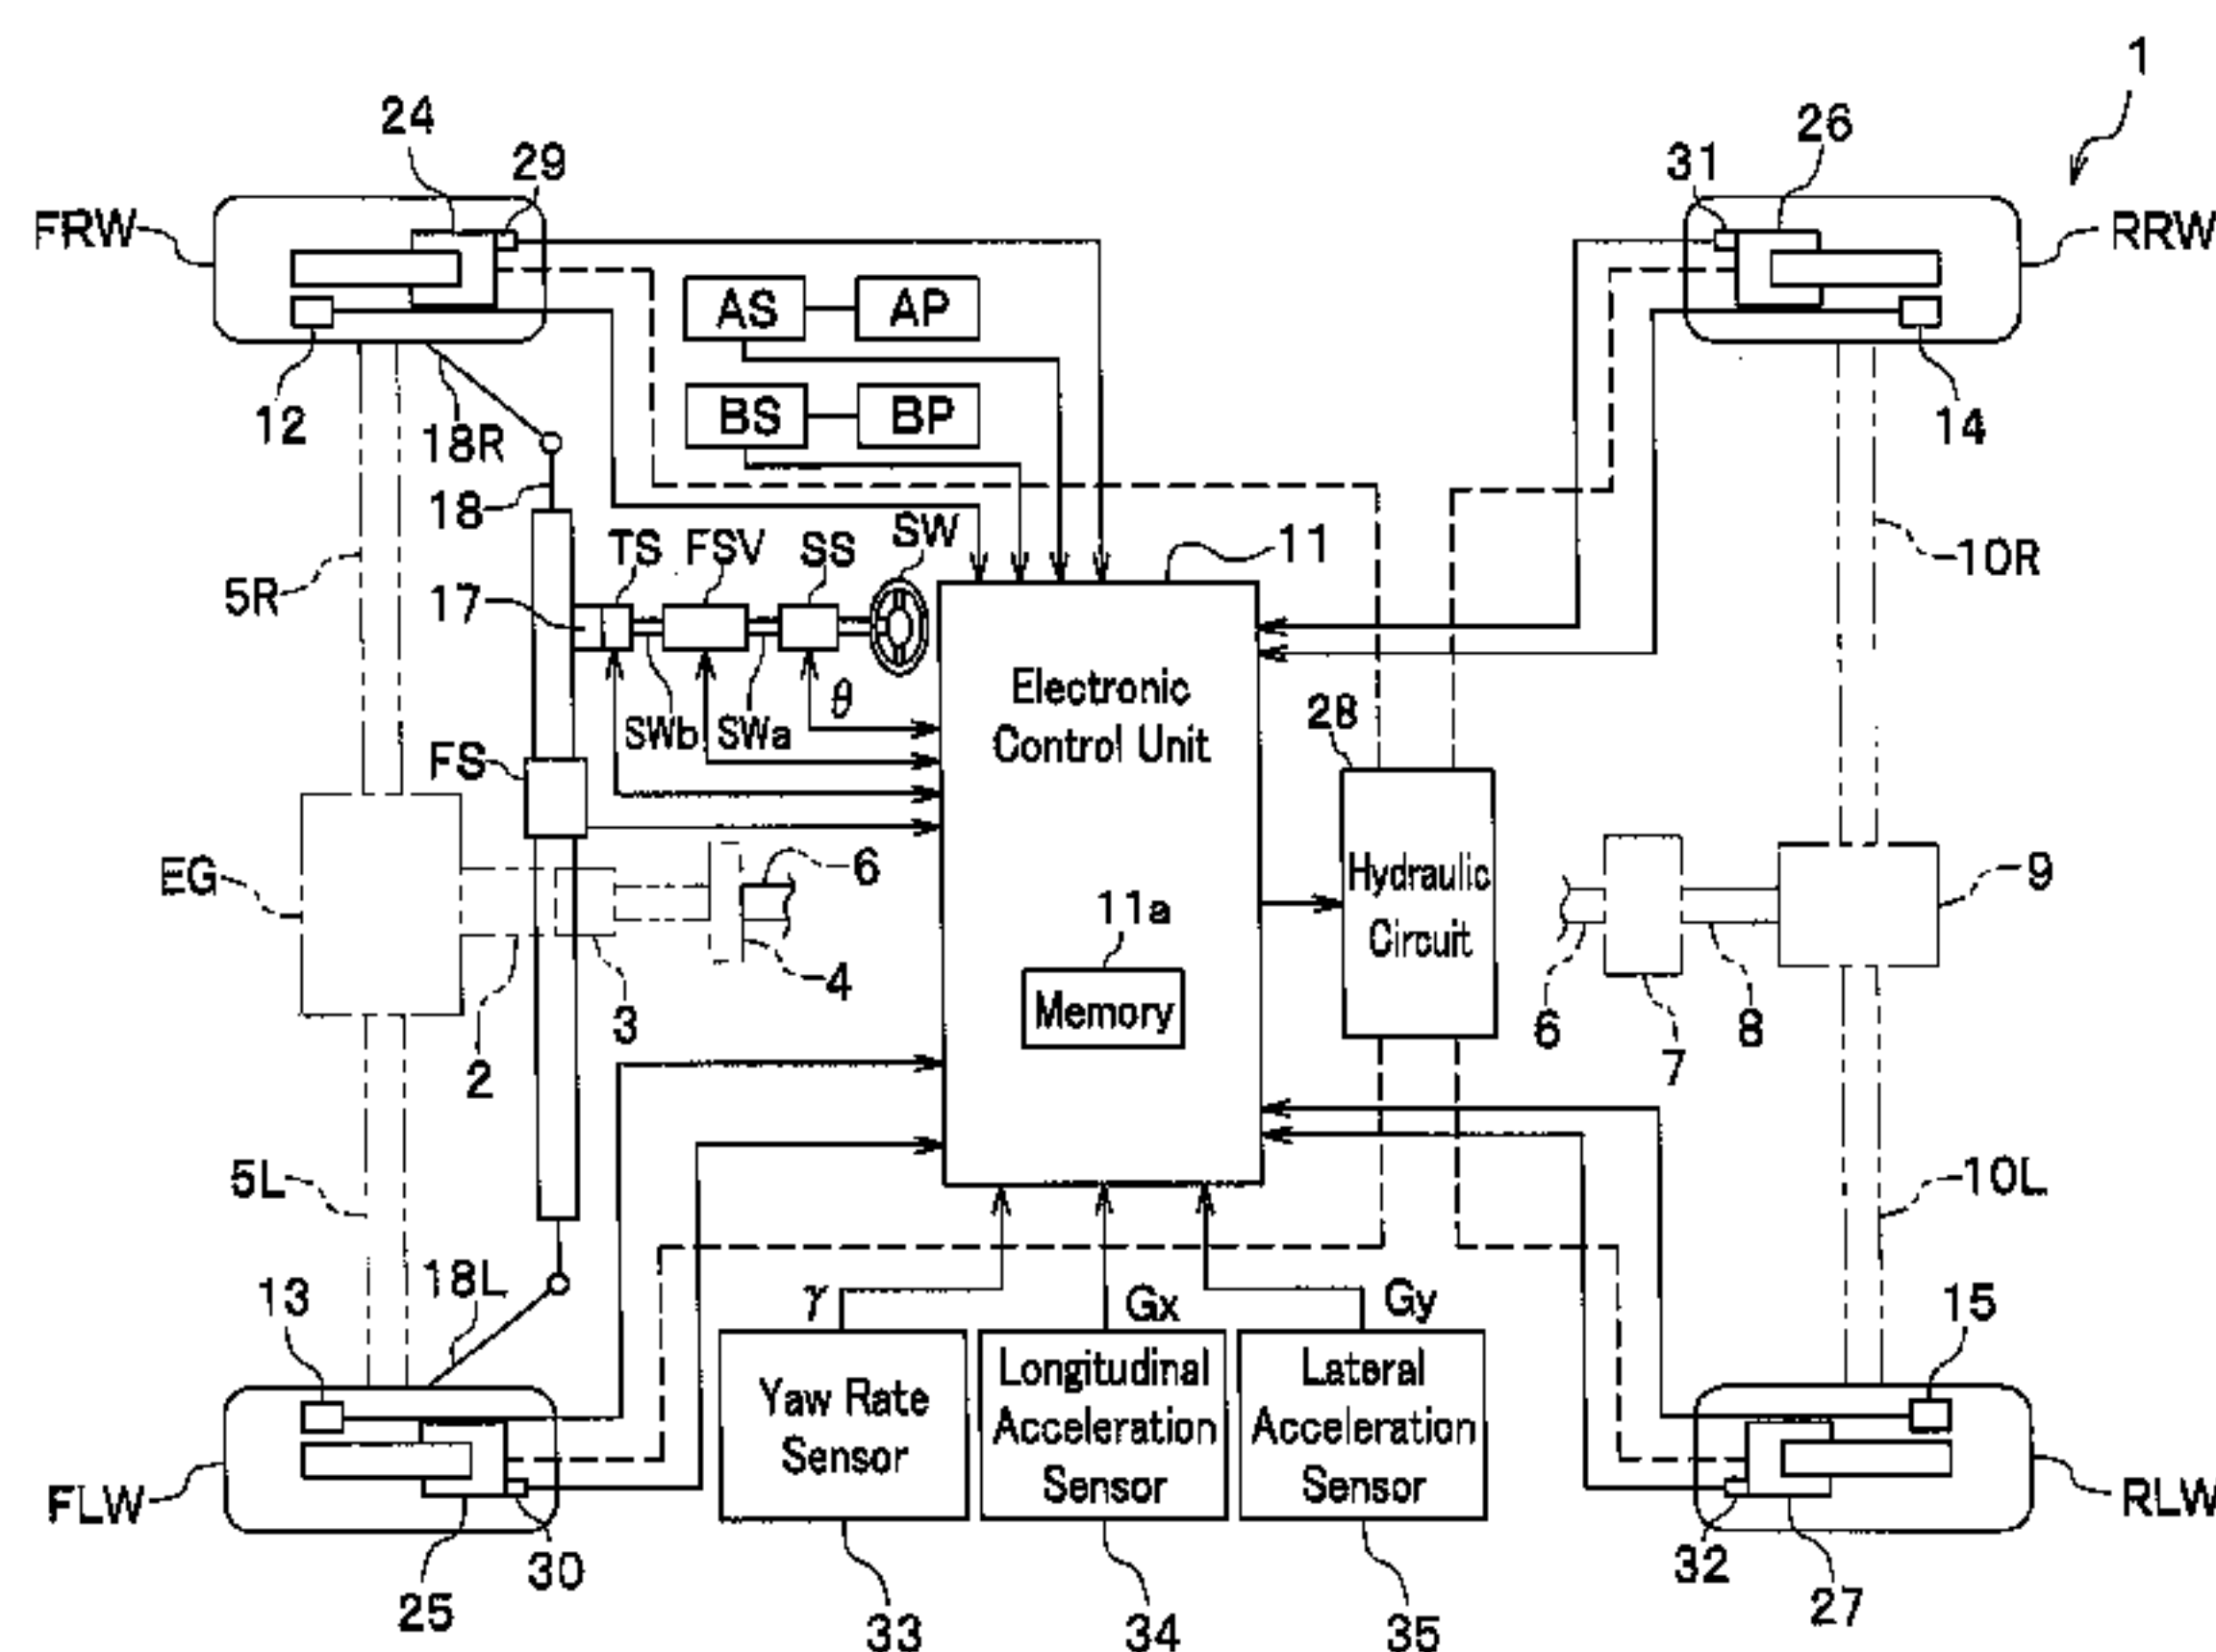 1
24
29
31
26
FRW
RRW
AS
AP
BS
BP
12
18R
14
18
TS
FSV
SS
SW
11
5R
17
10R
θ
SWb
SWa
Electronic
Control Unit
28
FS
EG
6
11a
Hydraulic
Circuit
9
4
Memory
3
2
6
7
8
5L
10L
13
18L
γ
Gx
Gy
15
Yaw Rate
Sensor
Longitudinal
Acceleration
Sensor
Lateral
Acceleration
Sensor
FLW
RLW
25
30
33
34
35
32
27